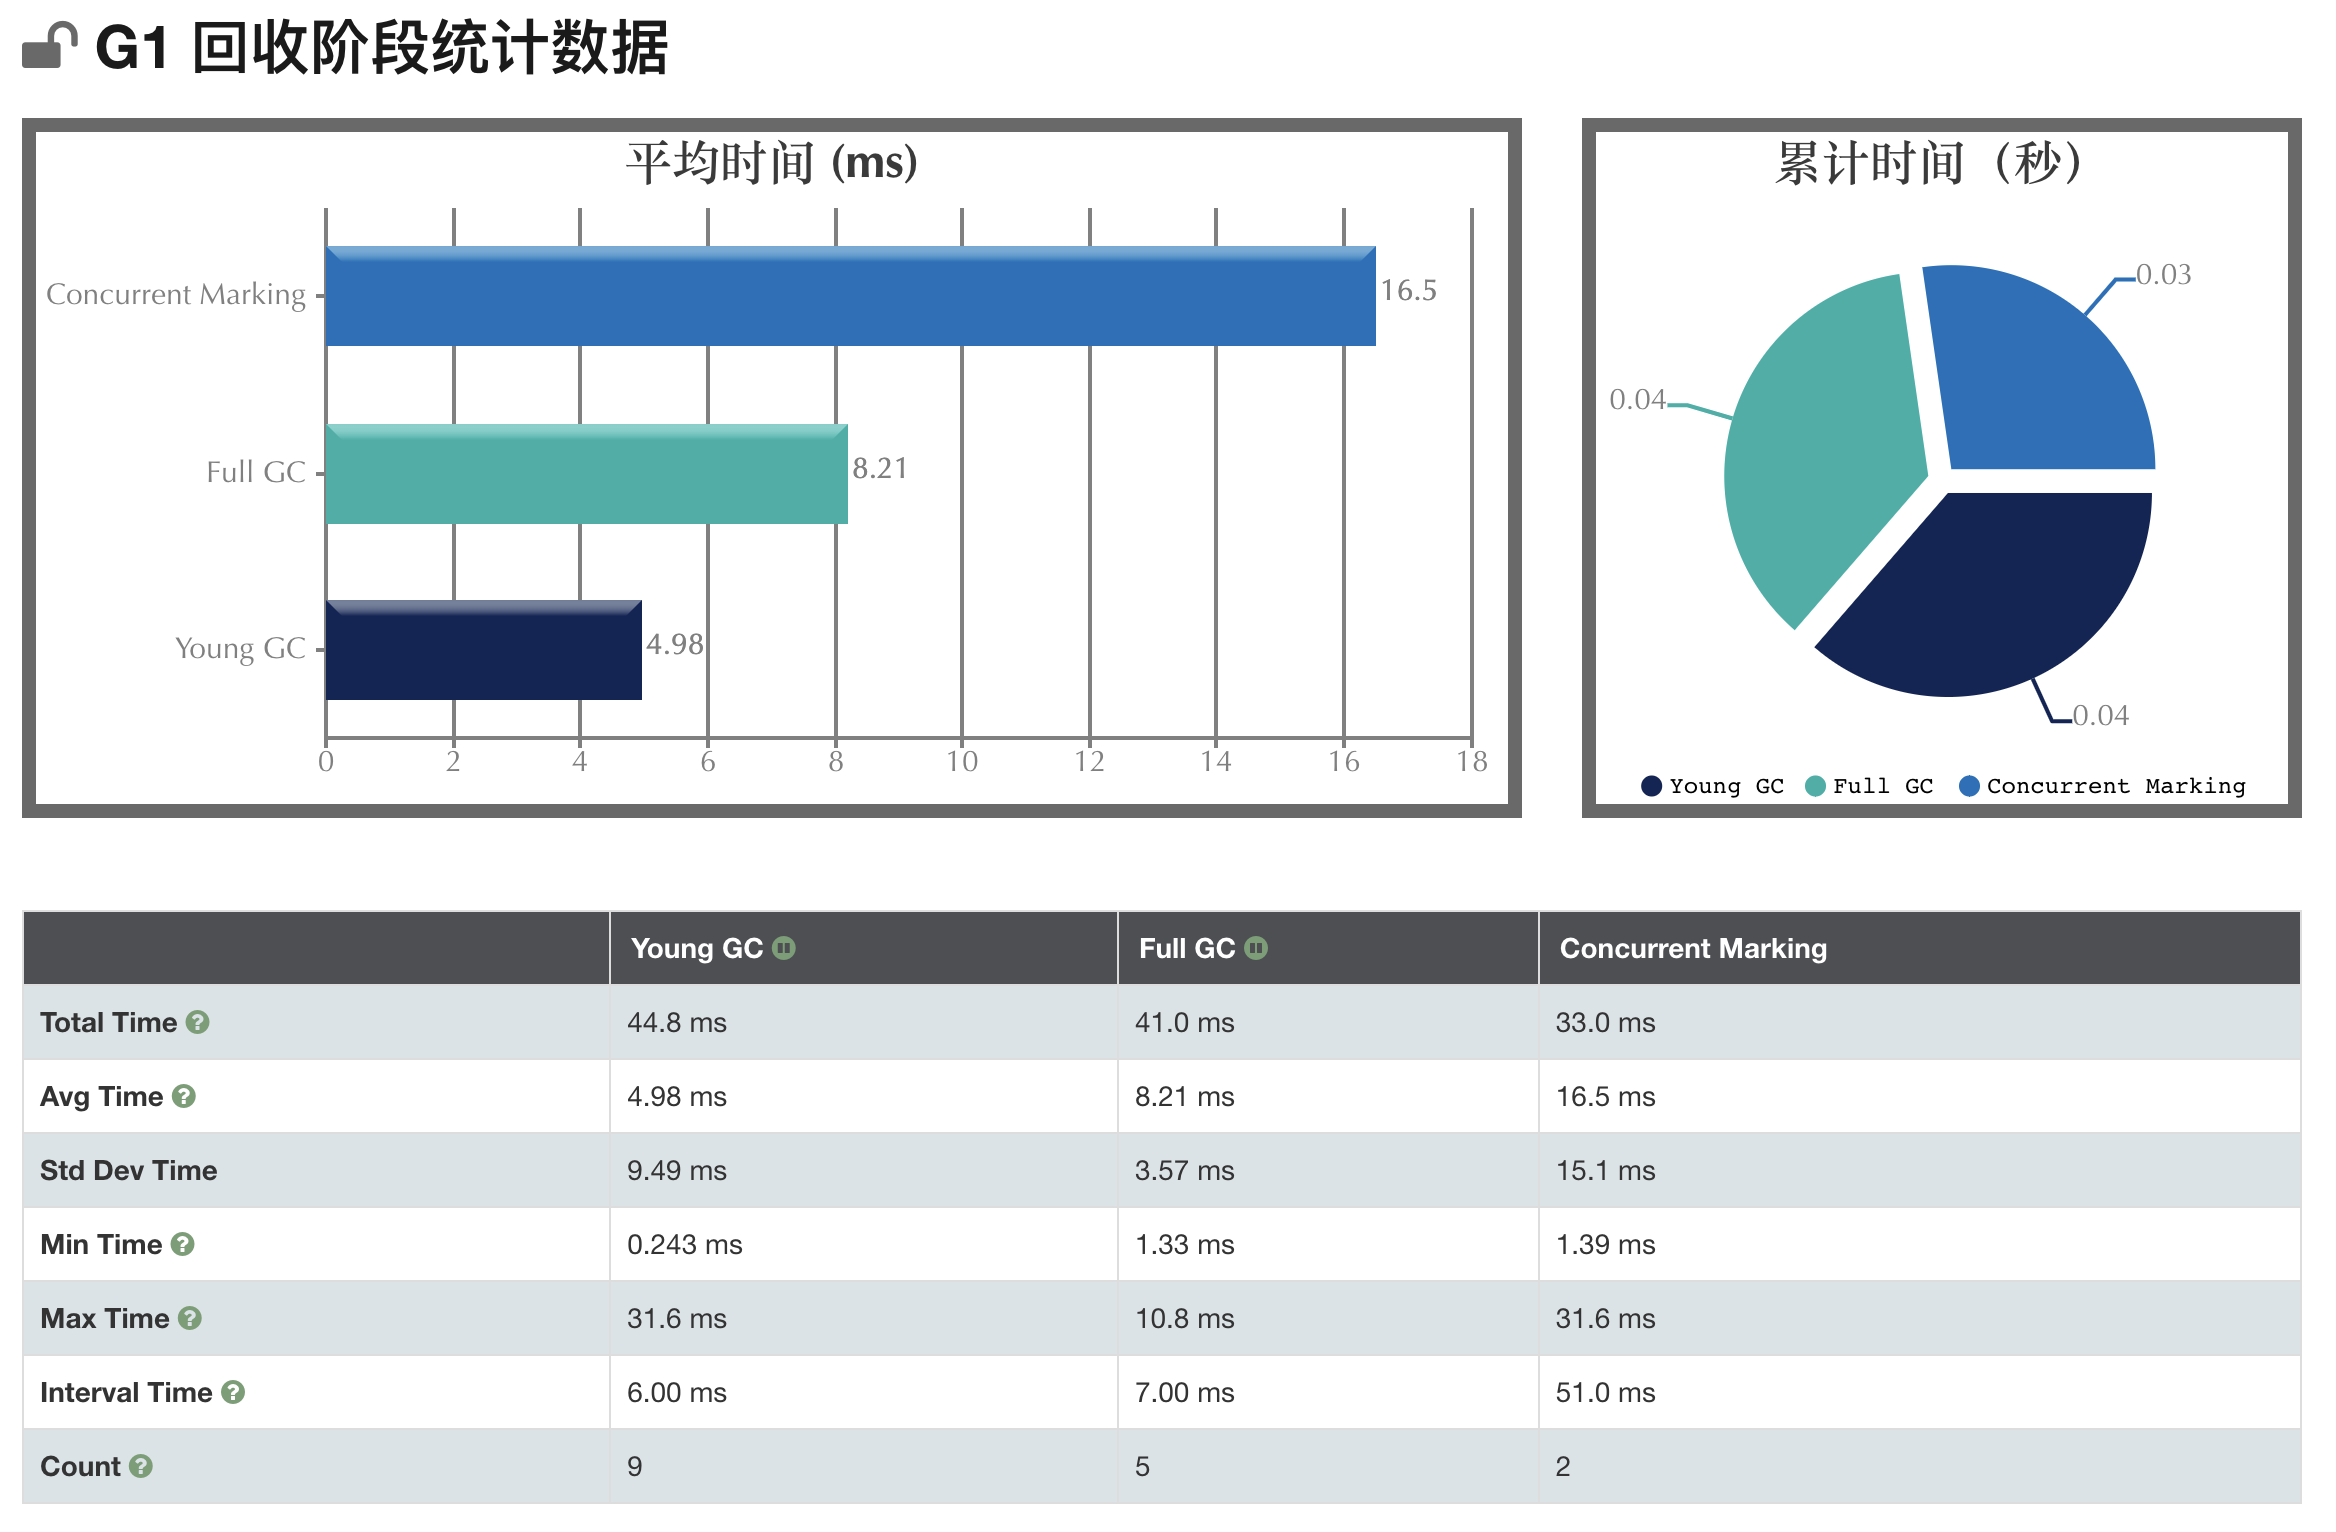 G1 回收阶段统计数据
平均时间 (ms)
Concurrent Marking
16.5
Full GC
8.21
Young GC
4.98
0 2 4 6 8 10 12 14 16 18
累计时间（秒）
0.03
0.04
0.04
Young GC Full GC Concurrent Marking
Young GC Full GC Concurrent Marking
Total Time ? 44.8 ms 41.0 ms 33.0 ms
Avg Time ? 4.98 ms 8.21 ms 16.5 ms
Std Dev Time 9.49 ms 3.57 ms 15.1 ms
Min Time ? 0.243 ms 1.33 ms 1.39 ms
Max Time ? 31.6 ms 10.8 ms 31.6 ms
Interval Time ? 6.00 ms 7.00 ms 51.0 ms
Count ? 9 5 2